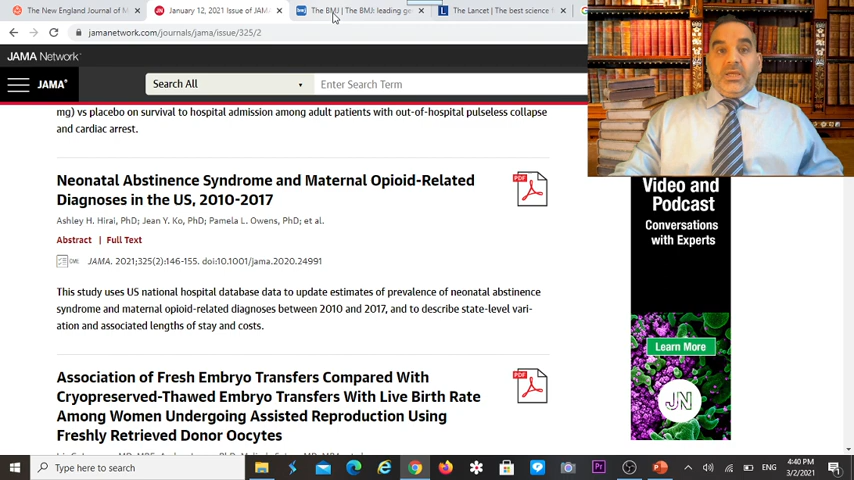 The New England Journal of M
January 12, 2021 Issue of JAM
The BMJ | The BMJ: leading ge
The Lancet | The best science f
jamanetwork.com/journals/jama/issue/325/2
JAMA Network
JAMA
Search All
Enter Search Term
mg) vs placebo on survival to hospital admission among adult patients with out-of-hospital pulseless collapse
and cardiac arrest.
Neonatal Abstinence Syndrome and Maternal Opioid-Related
Diagnoses in the US, 2010-2017
PDF
Ashley H. Hirai, PhD; Jean Y. Ko, PhD; Pamela L. Owens, PhD; et al.
Abstract | Full Text
CME
JAMA. 2021;325(2):146-155. doi:10.1001/jama.2020.24991
This study uses US national hospital database data to update estimates of prevalence of neonatal abstinence
syndrome and maternal opioid-related diagnoses between 2010 and 2017, and to describe state-level vari-
ation and associated lengths of stay and costs.
Association of Fresh Embryo Transfers Compared With
Cryopreserved-Thawed Embryo Transfers With Live Birth Rate
Among Women Undergoing Assisted Reproduction Using
Freshly Retrieved Donor Oocytes
PDF
Video and
Podcast
Conversations
with Experts
Learn More
JN
Type here to search
Pr
ENG
4:40 PM
3/2/2021